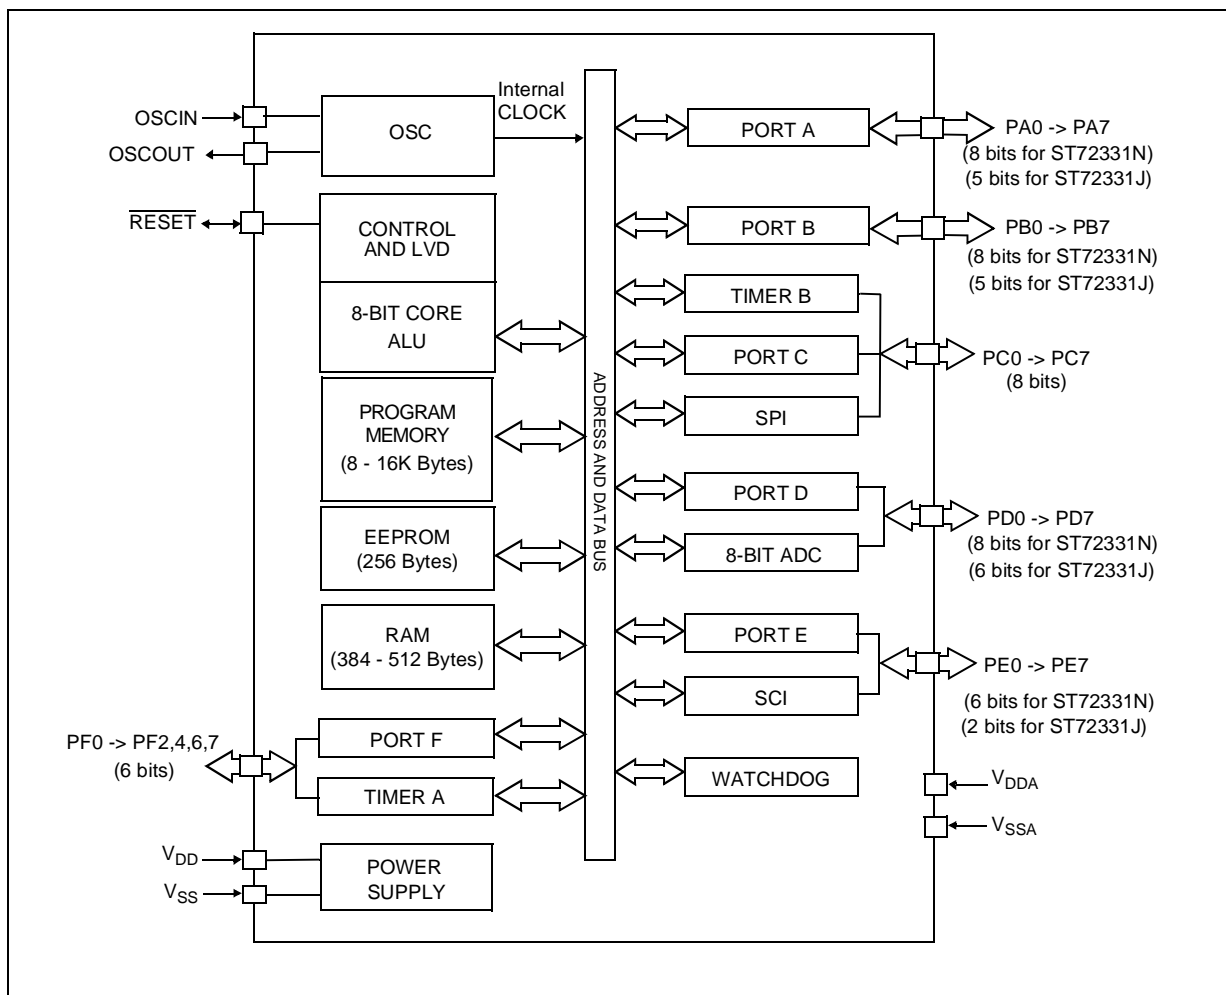 OSCIN
OSCOUT
RESET
OSC
Internal
CLOCK
CONTROL
AND LVD
8-BIT CORE
ALU
PROGRAM
MEMORY
(8 - 16K Bytes)
EEPROM
(256 Bytes)
RAM
(384 - 512 Bytes)
PF0 -> PF2,4,6,7
(6 bits)
PORT F
TIMER A
VDD
VSS
POWER
SUPPLY
ADDRESS AND DATA BUS
PORT A
PA0 -> PA7
(8 bits for ST72331N)
(5 bits for ST72331J)
PORT B
PB0 -> PB7
(8 bits for ST72331N)
(5 bits for ST72331J)
TIMER B
PORT C
SPI
PC0 -> PC7
(8 bits)
PORT D
8-BIT ADC
PD0 -> PD7
(8 bits for ST72331N)
(6 bits for ST72331J)
PORT E
SCI
PE0 -> PE7
(6 bits for ST72331N)
(2 bits for ST72331J)
WATCHDOG
VDDA
VSSA